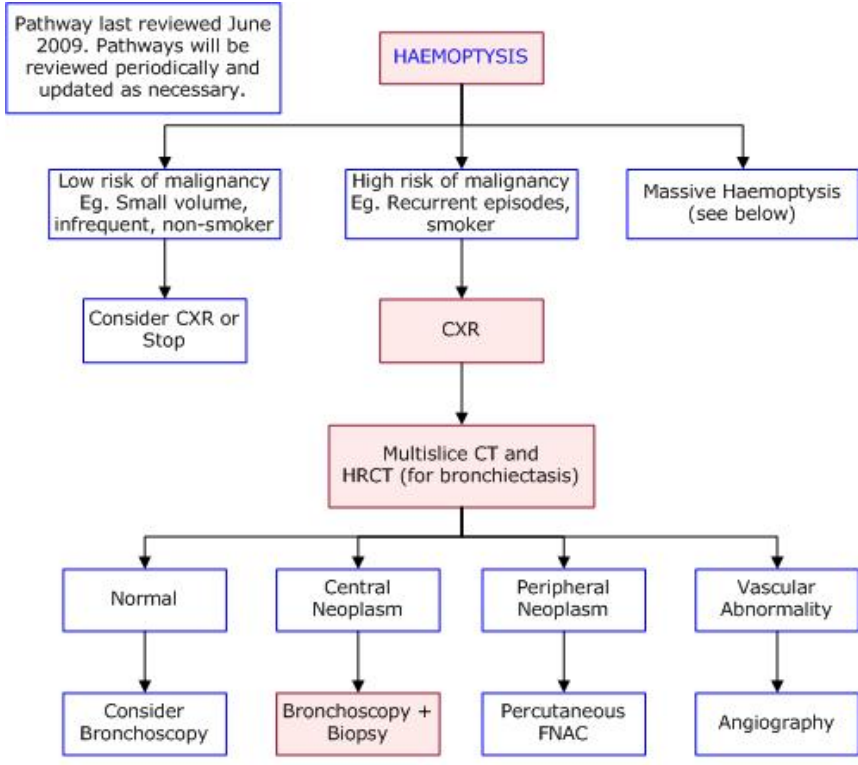 Pathway last reviewed June
2009. Pathways will be
reviewed periodically and
updated as necessary.
HAEMOPTYSIS
Low risk of malignancy
Eg. Small volume,
infrequent, non-smoker
High risk of malignancy
Eg. Recurrent episodes,
smoker
Massive Haemoptysis
(see below)
Consider CXR or
Stop
CXR
Multislice CT and
HRCT (for bronchiectasis)
Normal
Central
Neoplasm
Peripheral
Neoplasm
Vascular
Abnormality
Consider
Bronchoscopy
Bronchoscopy +
Biopsy
Percutaneous
FNAC
Angiography